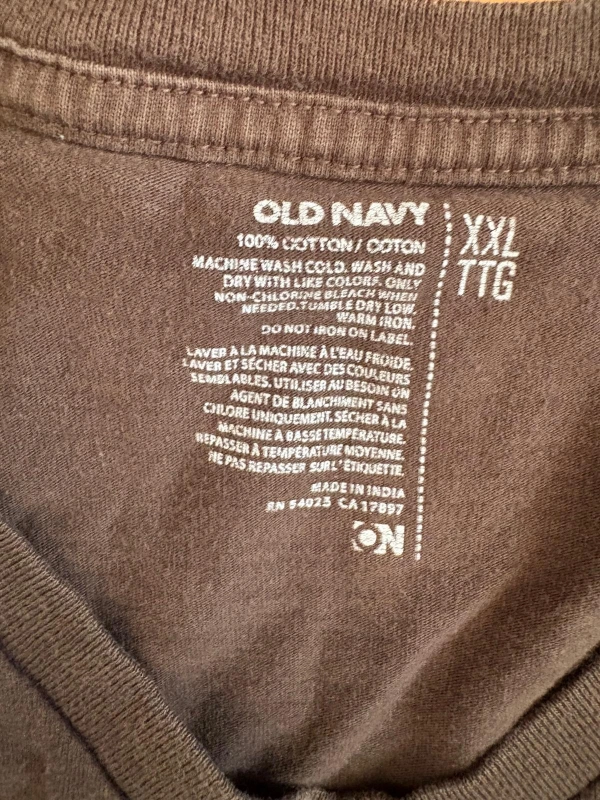 OLD NAVY
100% COTTON / COTON
MACHINE WASH COLD. WASH AND
DRY WITH LIKE COLORS. ONLY
NON-CHLORINE BLEACH WHEN
NEEDED. TUMBLE DRY LOW.
WARM IRON.
DO NOT IRON ON LABEL.
LAVER À LA MACHINE À L'EAU FROIDE.
LAVER ET SÉCHER AVEC DES COULEURS
SEMBLABLES. UTILISER AU BESOIN UN
AGENT DE BLANCHIMENT SANS
CHLORE UNIQUEMENT. SÉCHER À LA
MACHINE À BASSE TEMPÉRATURE.
REPASSER À TEMPÉRATURE MOYENNE.
NE PAS REPASSER SUR L'ÉTIQUETTE.
MADE IN INDIA
RN 54023 CA 17897
ON
XXL
TTG